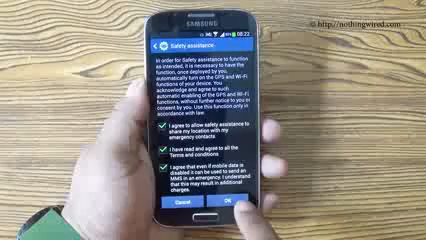 © http://nothingwired.com
SAMSUNG
3G 08:22
Safety assistance
In order for Safety assistance to function
as intended, it is necessary to have the
function, once deployed by you,
automatically turn on the GPS and Wi-Fi
functions of your device. You
acknowledge and agree to such
automatic enabling of the GPS and Wi-Fi
functions, without further notice to you or
consent by you. Use this function only in
accordance with law.
I agree to allow safety assistance to
share my location with my
emergency contacts
I have read and agree to all the
Terms and conditions
I agree that even if mobile data is
disabled it can be used to send an
MMS in an emergency. I understand
that this may result in additional
charges.
Cancel OK